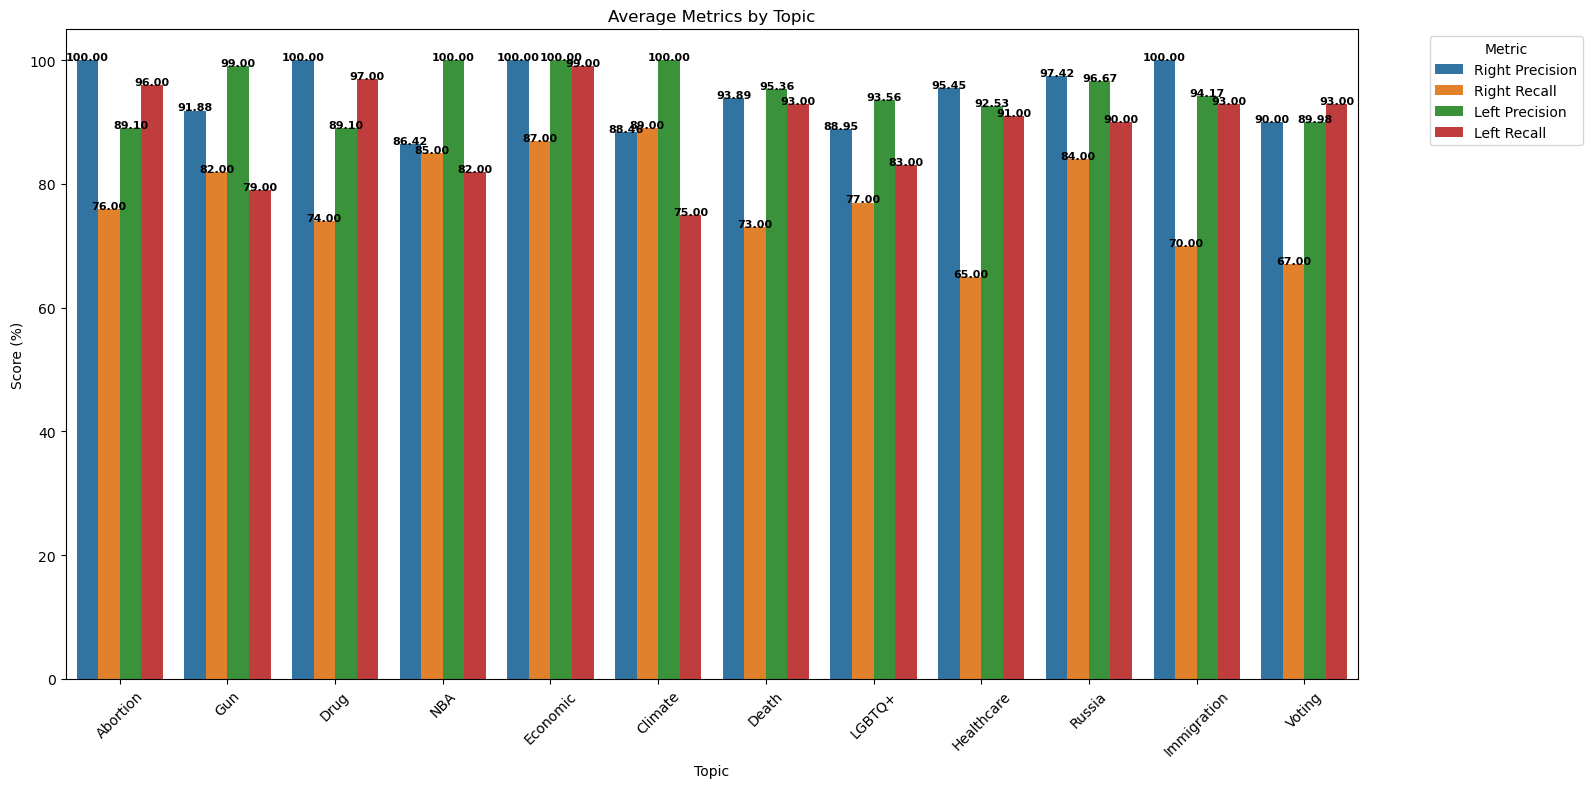 Average Metrics by Topic
Metric
Right Precision
Right Recall
Left Precision
Left Recall
Score (%)
100
80
60
40
20
0
100.00 76.00 89.10 96.00
91.88 82.00 99.00 79.00
100.00 74.00 89.10 97.00
86.42 85.00 100.00 82.00
100.00 87.00 100.00 99.00
88.46 89.00 100.00 75.00
93.89 73.00 95.36 93.00
88.95 77.00 93.56 83.00
95.45 65.00 92.53 91.00
97.42 84.00 96.67 90.00
100.00 70.00 94.17 93.00
90.00 67.00 89.98 93.00
Abortion
Gun
Drug
NBA
Economic
Climate
Death
LGBTQ+
Healthcare
Russia
Immigration
Voting
Topic